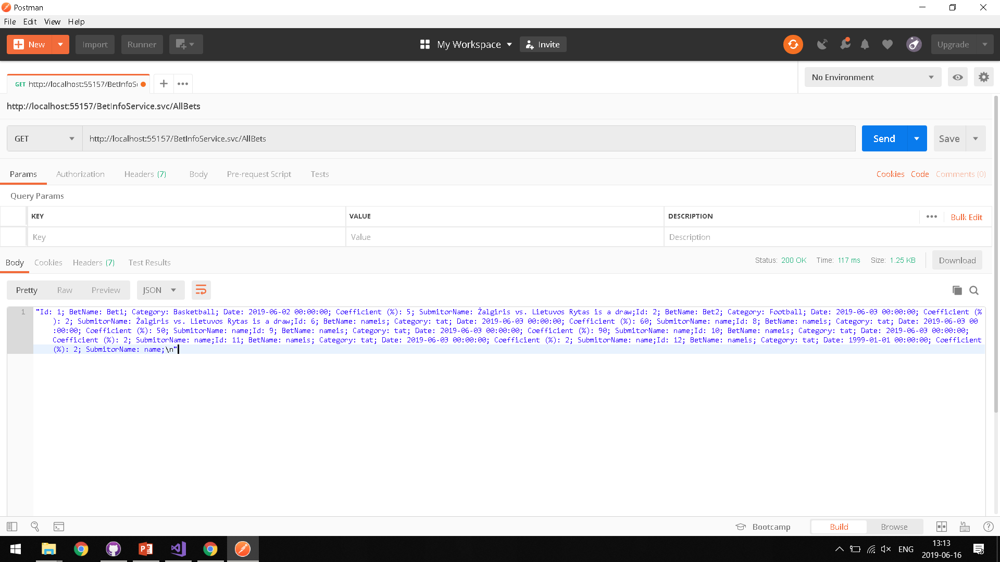 Postman
File Edit View Help
New Import Runner My Workspace Invite Upgrade
GET http://localhost:55157/BetInfoSe No Environment
http://localhost:55157/BetInfoService.svc/AllBets
GET http://localhost:55157/BetInfoService.svc/AllBets Send Save
Params Authorization Headers (7) Body Pre-request Script Tests Cookies Code Comments (0)
Query Params
KEY VALUE DESCRIPTION Bulk Edit
Key Value Description
Body Cookies Headers (7) Test Results Status: 200 OK Time: 117 ms Size: 1.25 KB Download
Pretty Raw Preview JSON
1 "Id: 1; BetName: Bet1; Category: Basketball; Date: 2019-06-02 00:00:00; Coefficient (%): 5; SubmitorName: Žalgiris vs. Lietuvos Rytas is a draw;Id: 2; BetName: Bet2; Category: Football; Date: 2019-06-03 00:00:00; Coefficient (%
): 2; SubmitorName: Žalgiris vs. Lietuvos Rytas is a draw;Id: 6; BetName: nameis; Category: tat; Date: 2019-06-03 00:00:00; Coefficient (%): 60; SubmitorName: name;Id: 8; BetName: nameis; Category: tat; Date: 2019-06-03 00
:00:00; Coefficient (%): 50; SubmitorName: name;Id: 9; BetName: nameis; Category: tat; Date: 2019-06-03 00:00:00; Coefficient (%): 90; SubmitorName: name;Id: 10; BetName: nameis; Category: tat; Date: 2019-06-03 00:00:00;
Coefficient (%): 2; SubmitorName: name;Id: 11; BetName: nameis; Category: tat; Date: 2019-06-03 00:00:00; Coefficient (%): 2; SubmitorName: name;Id: 12; BetName: nameis; Category: tat; Date: 1999-01-01 00:00:00; Coefficient
(%): 2; SubmitorName: name;\n"
Bootcamp Build Browse
ENG 13:13
2019-06-16